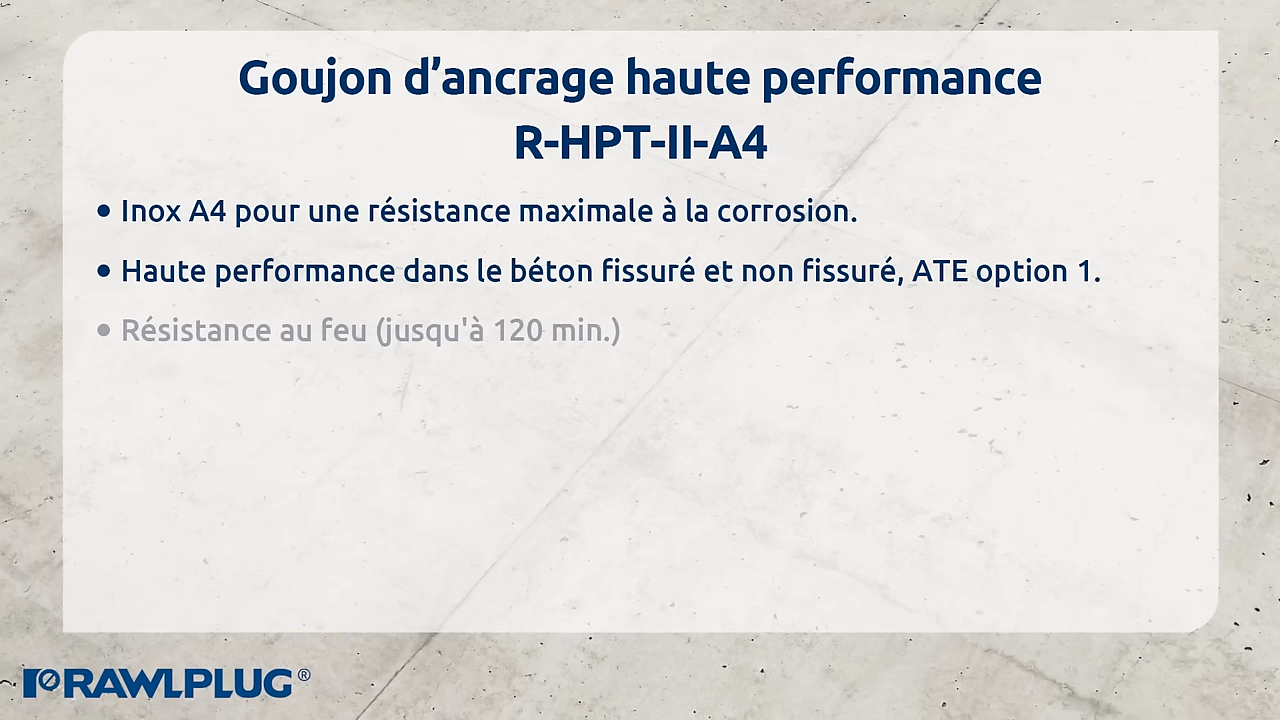 Goujon d’ancrage haute performance
R-HPT-II-A4
• Inox A4 pour une résistance maximale à la corrosion.
• Haute performance dans le béton fissuré et non fissuré, ATE option 1.
• Résistance au feu (jusqu'à 120 min.)
RAWLPLUG®